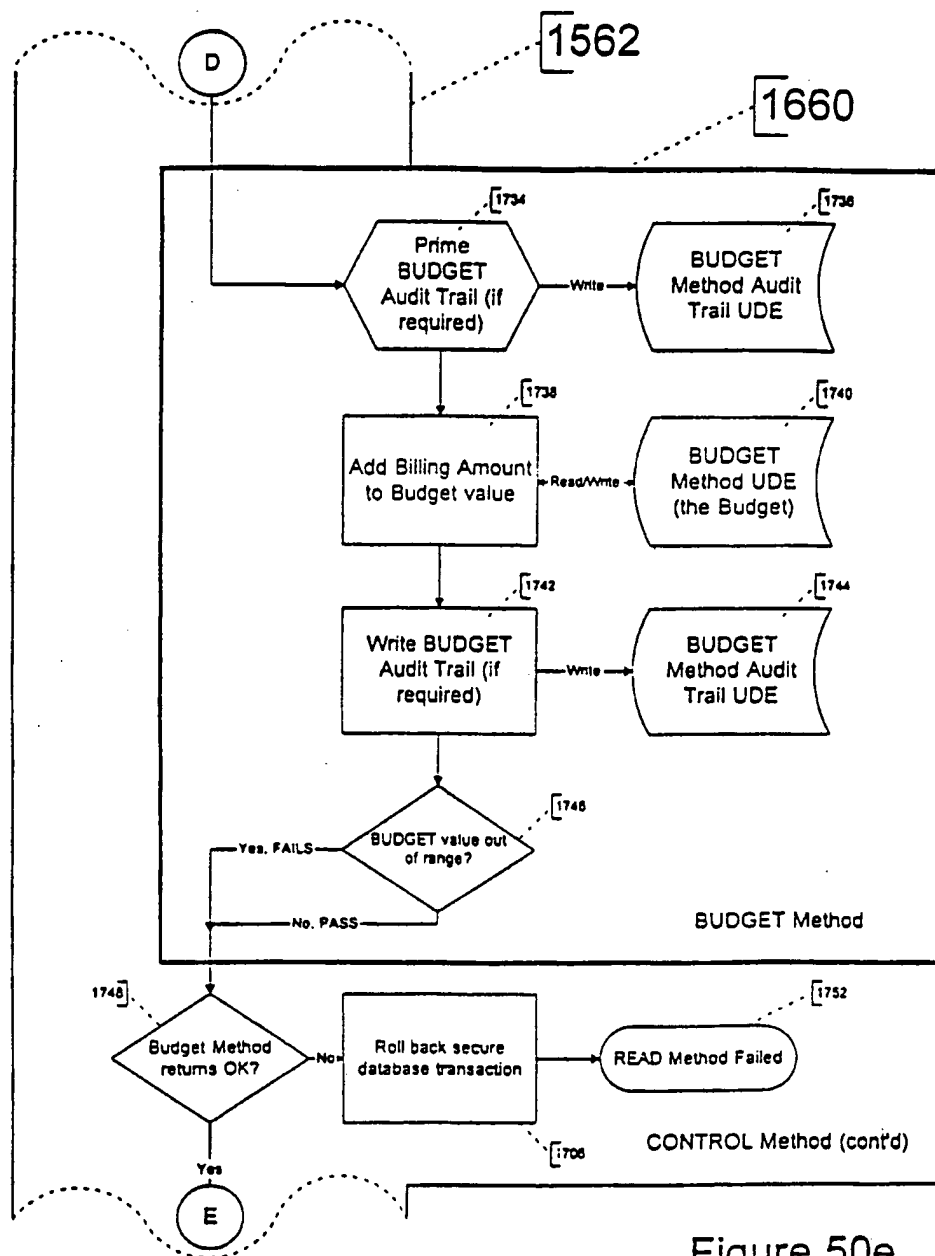 D
1562
1660
1734
Prime
BUDGET
Audit Trail (if
required)
Write
1736
BUDGET
Method Audit
Trail UDE
1738
Add Billing Amount
to Budget value
Read/Write
1740
BUDGET
Method UDE
(the Budget)
1742
Write BUDGET
Audit Trail (if
required)
Write
1744
BUDGET
Method Audit
Trail UDE
1746
BUDGET value out
of range?
Yes, FAILS
No, PASS
BUDGET Method
1748
Budget Method
returns OK?
No
Roll back secure
database transaction
1752
READ Method Failed
1706
CONTROL Method (cont'd)
Yes
E
Figure 50e